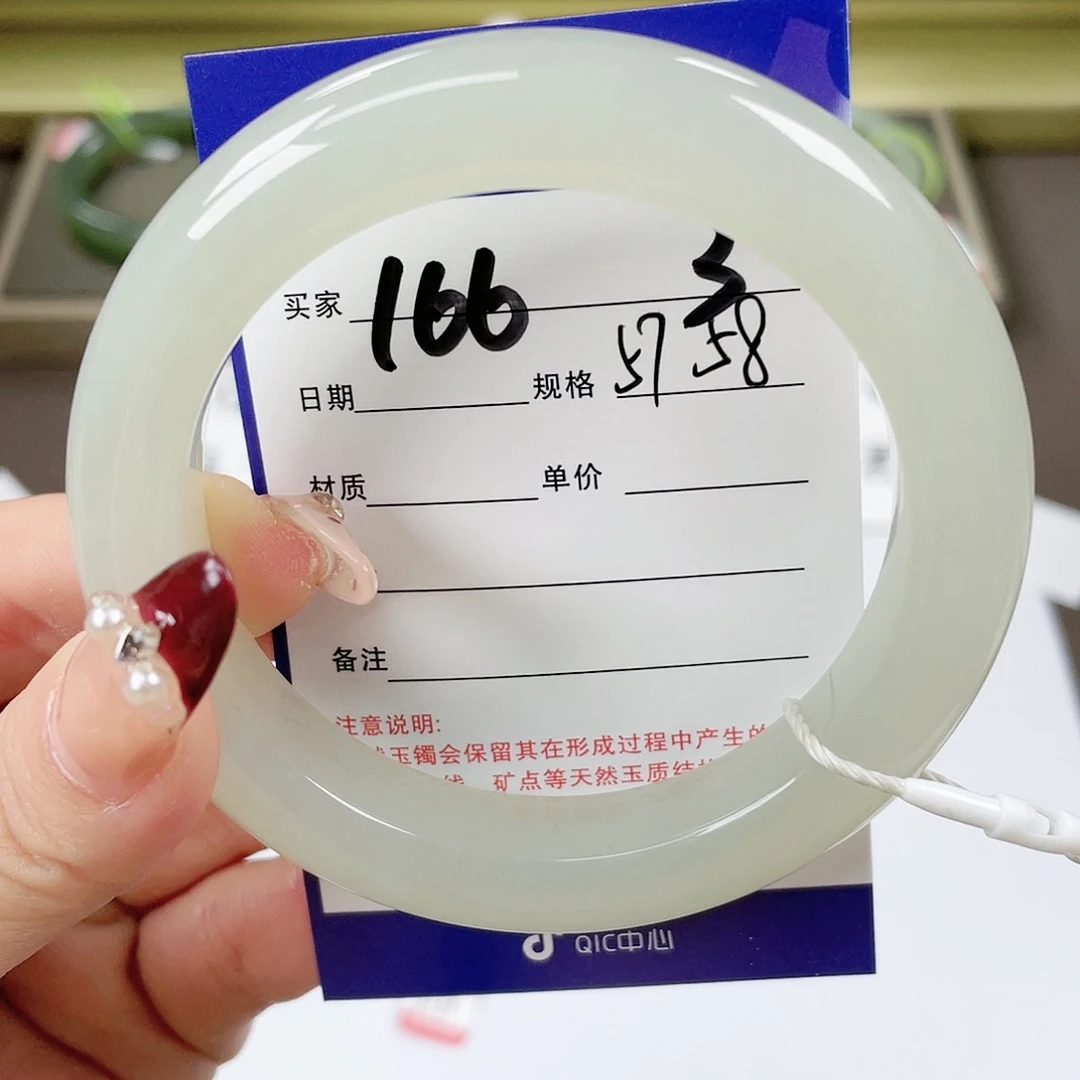 买家 166
日期 规格 57 58
材质 单价
备注
注意说明:
玉镯会保留其在形成过程中产生的
线、矿点等天然玉质结构
QIC中心